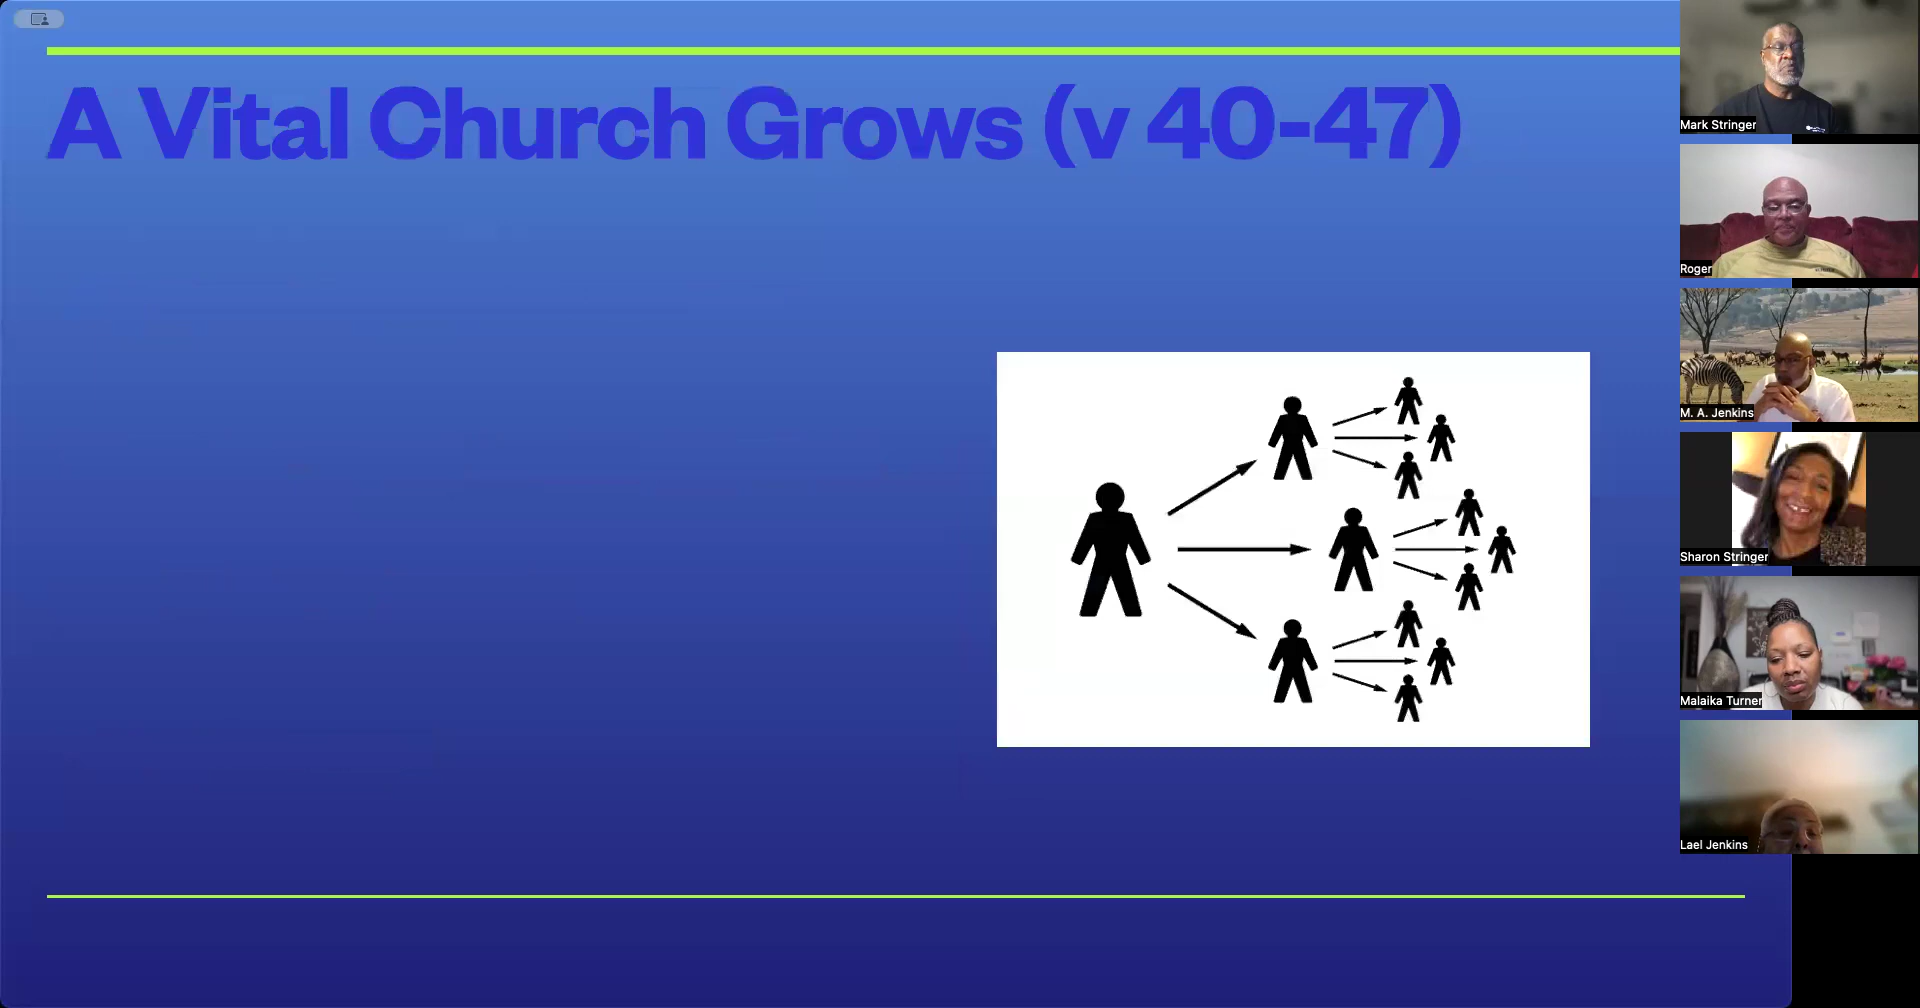 A Vital Church Grows (v 40-47)
Mark Stringer
Roger
M. A. Jenkins
Sharon Stringer
Malaika Turner
Lael Jenkins